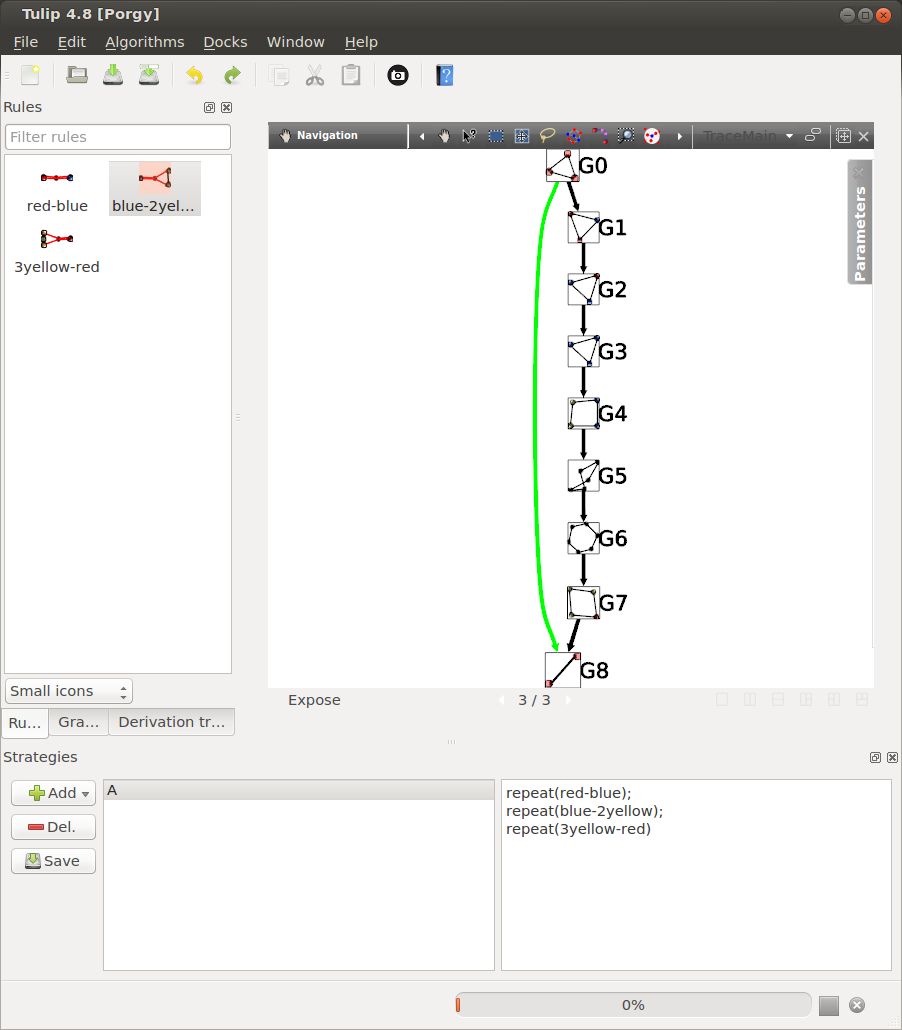 Tulip 4.8 [Porgy]
File Edit Algorithms Docks Window Help
Rules
Filter rules
red-blue blue-2yel...
3yellow-red
Small icons
Ru... Gra... Derivation tr...
Navigation TraceMain
G0
G1
G2
G3
G4
G5
G6
G7
G8
Parameters
Expose 3 / 3
Strategies
Add
Del.
Save
A
repeat(red-blue);
repeat(blue-2yellow);
repeat(3yellow-red)
0%